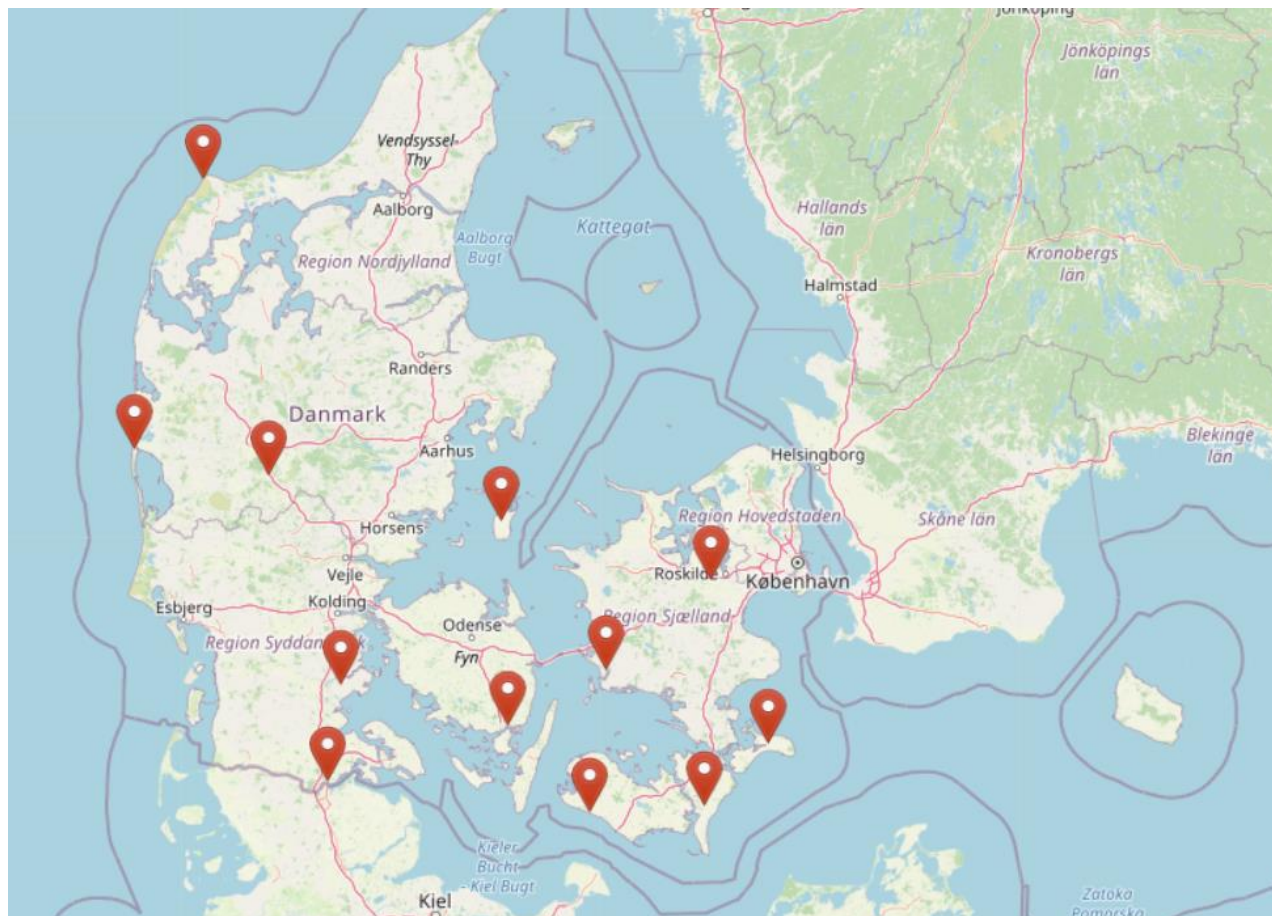 Jönköping
Jönköpings
län
Vendsyssel-
Thy
Aalborg
Hallands
län
Kattegat
Aalborg
Bugt
Region Nordjylland
Kronobergs
län
Halmstad
Randers
Danmark
Aarhus
Blekinge
län
Helsingborg
Horsens
Region Hovedstaden
Skåne län
Vejle
Roskilde
København
Kolding
Esbjerg
Odense
Region Sjælland
Region Syddanmark
Fyn
Kieler
Bucht
- Kiel Bugt
Kiel
Zatoka
Pomorska